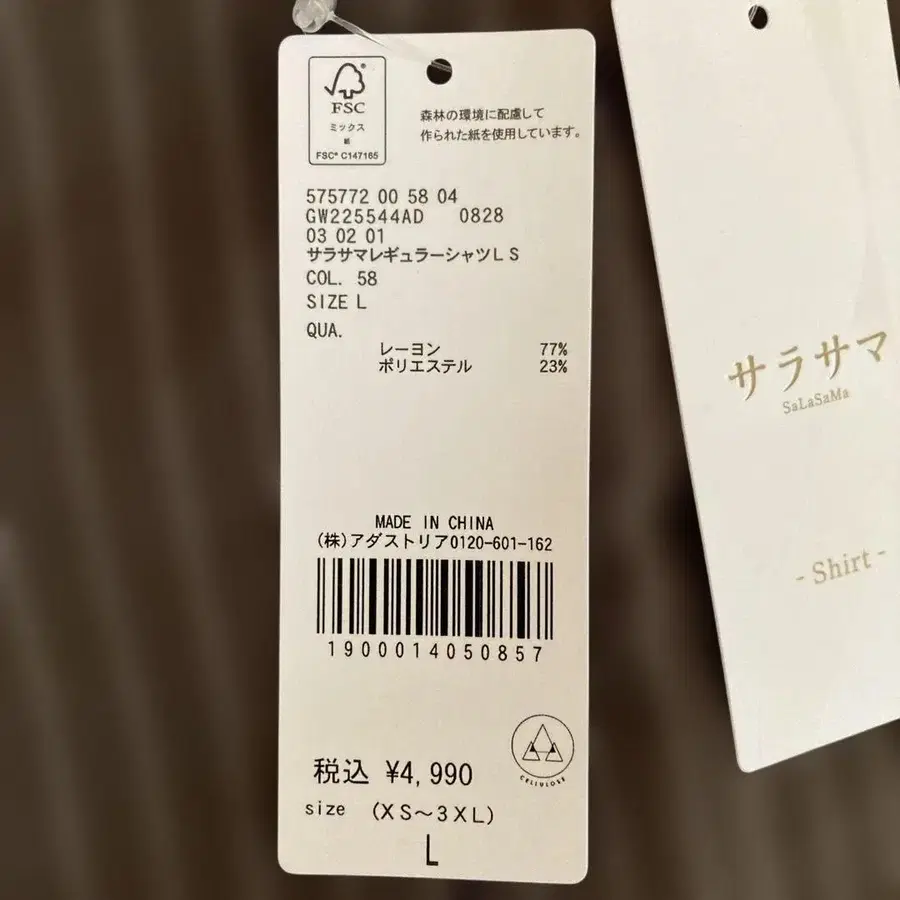 FSC
ミックス
紙
FSC® C147165
森林の環境に配慮して
作られた紙を使用しています。
575772 00 58 04
GW225544AD 0828
03 02 01
サラサマレギュラーシャツLS
COL. 58
SIZE L
QUA.
レーヨン 77%
ポリエステル 23%
MADE IN CHINA
(株)アダストリア0120-601-162
1900014050857
税込 ¥4,990
CELLULOSE
size (XS〜3XL)
L
サラサマ
SaLaSaMa
- Shirt -